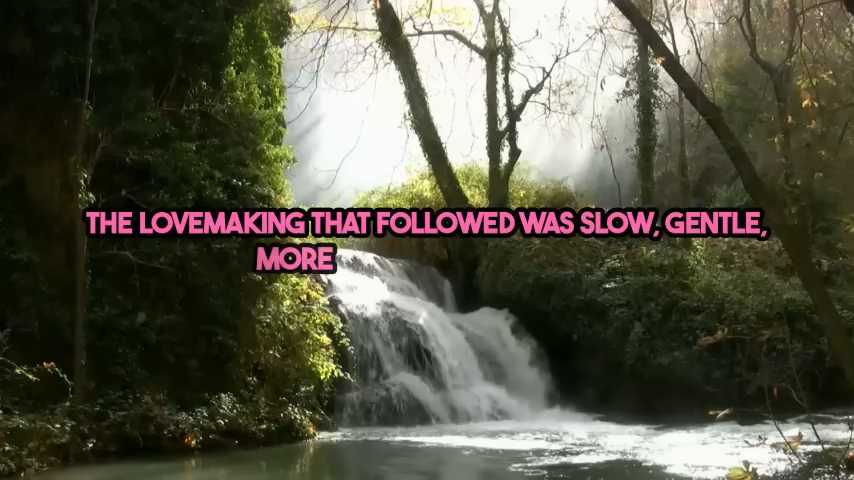 THE LOVEMAKING THAT FOLLOWED WAS SLOW, GENTLE,
MORE